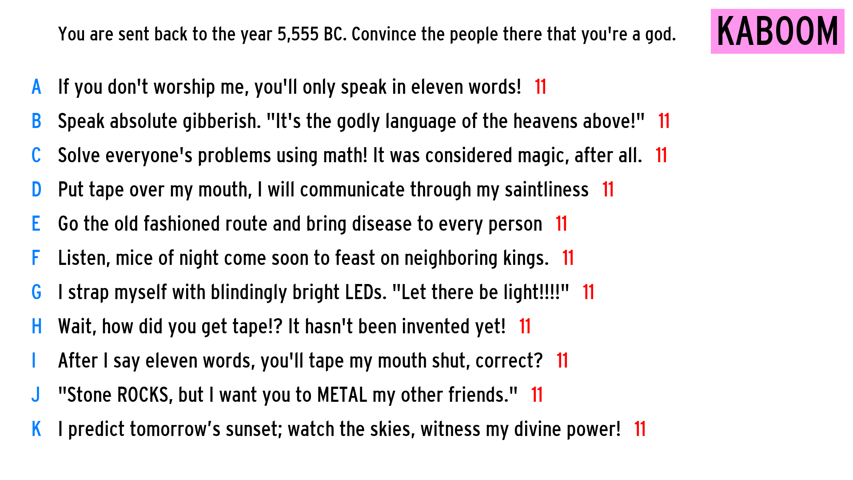 You are sent back to the year 5,555 BC. Convince the people there that you're a god.
KABOOM
A If you don't worship me, you'll only speak in eleven words! 11
B Speak absolute gibberish. "It's the godly language of the heavens above!" 11
C Solve everyone's problems using math! It was considered magic, after all. 11
D Put tape over my mouth, I will communicate through my saintliness 11
E Go the old fashioned route and bring disease to every person 11
F Listen, mice of night come soon to feast on neighboring kings. 11
G I strap myself with blindingly bright LEDs. "Let there be light!!!!" 11
H Wait, how did you get tape!? It hasn't been invented yet! 11
I After I say eleven words, you'll tape my mouth shut, correct? 11
J "Stone ROCKS, but I want you to METAL my other friends." 11
K I predict tomorrow’s sunset; watch the skies, witness my divine power! 11